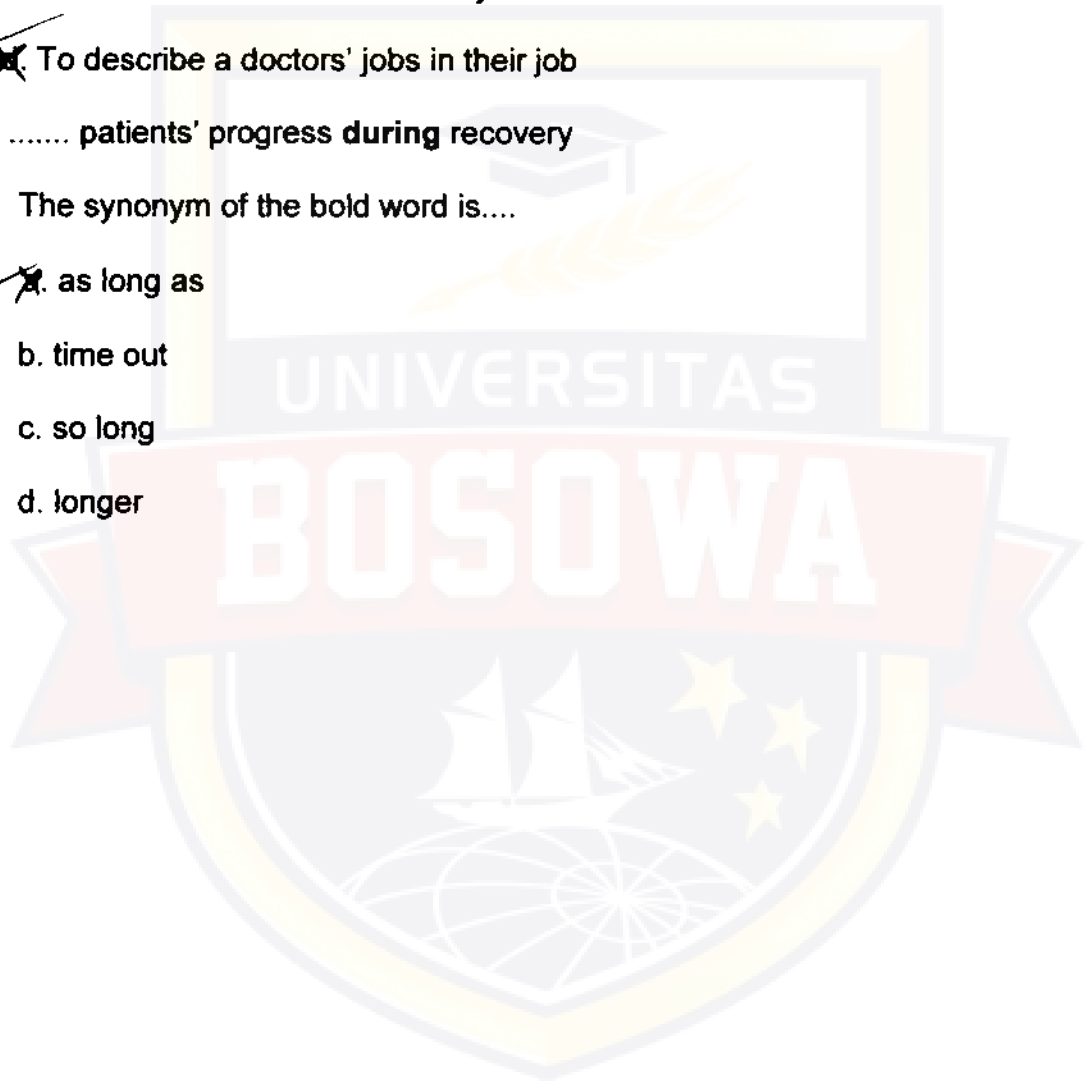 d. To describe a doctors' jobs in their job
....... patients' progress during recovery
The synonym of the bold word is....
a. as long as
b. time out
c. so long
d. longer
UNIVERSITAS
BOSOWA